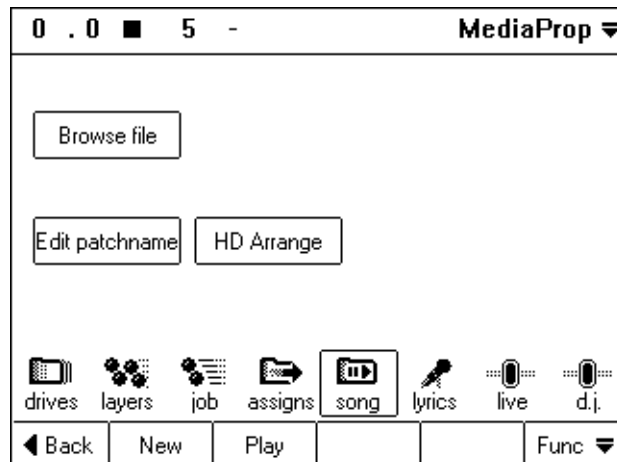 0 .0 ■ 5 - MediaProp
Browse file
Edit patchname HD Arrange
drives layers job assigns song lyrics live d.j.
Back New Play Func